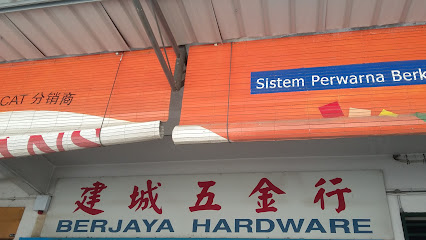 CAT 分销商
Sistem Perwarna Berk
建城五金行
BERJAYA HARDWARE